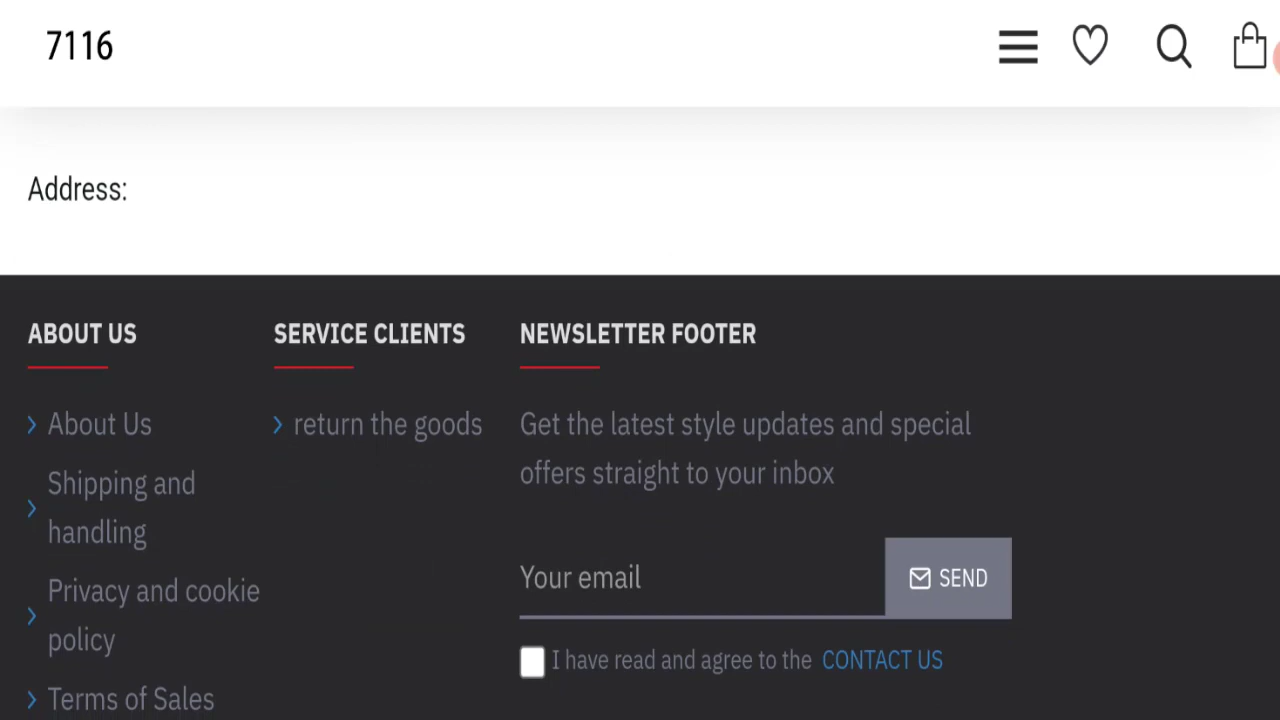 7116
Address:
ABOUT US
About Us
Shipping and
handling
Privacy and cookie
policy
Terms of Sales
SERVICE CLIENTS
return the goods
NEWSLETTER FOOTER
Get the latest style updates and special
offers straight to your inbox
Your email
SEND
I have read and agree to the CONTACT US